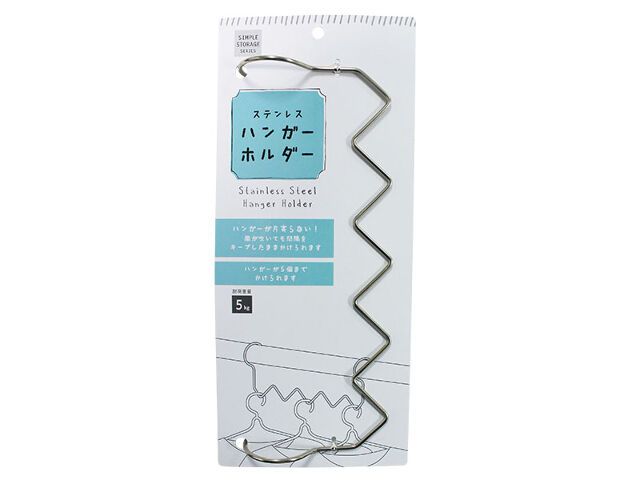 SIMPLE
STORAGE
SERIES
ステンレス
ハンガー
ホルダー
Stainless Steel
Hanger Holder
ハンガーが片寄らない!
風が吹いても間隔を
キープしたままかけられます
ハンガーが5個まで
かけられます
耐荷重量
5kg